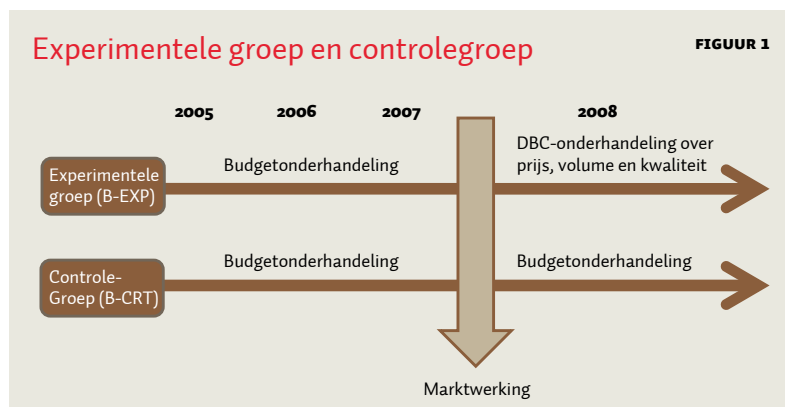 Experimentele groep en controlegroep
FIGUUR 1
2005 2006 2007 2008
DBC-onderhandeling over
prijs, volume en kwaliteit
Budgetonderhandeling
Experimentele
groep (B-EXP)
Budgetonderhandeling
Budgetonderhandeling
Controle-
Groep (B-CRT)
Marktwerking